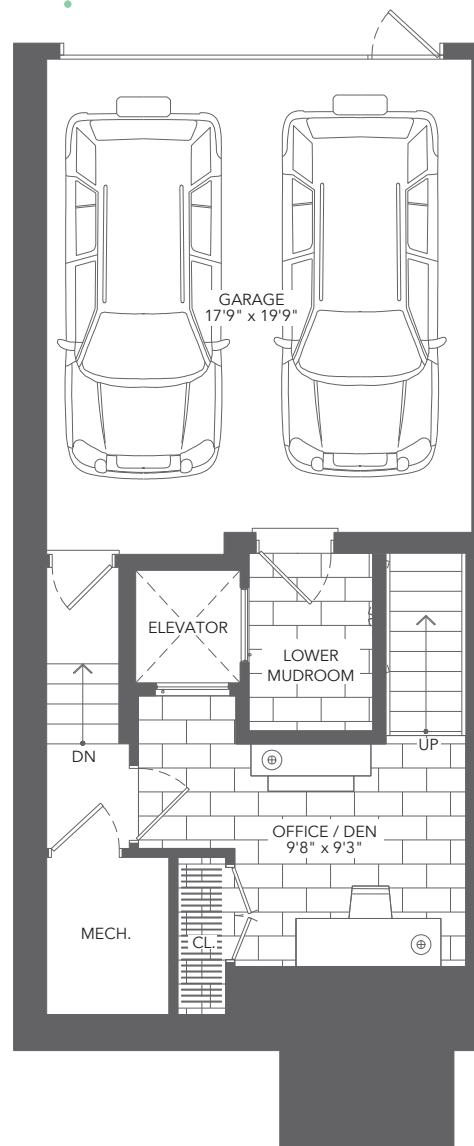 GARAGE
17'9" x 19'9"
ELEVATOR
LOWER
MUDROOM
DN
UP
OFFICE / DEN
9'8" x 9'3"
MECH.
CL.